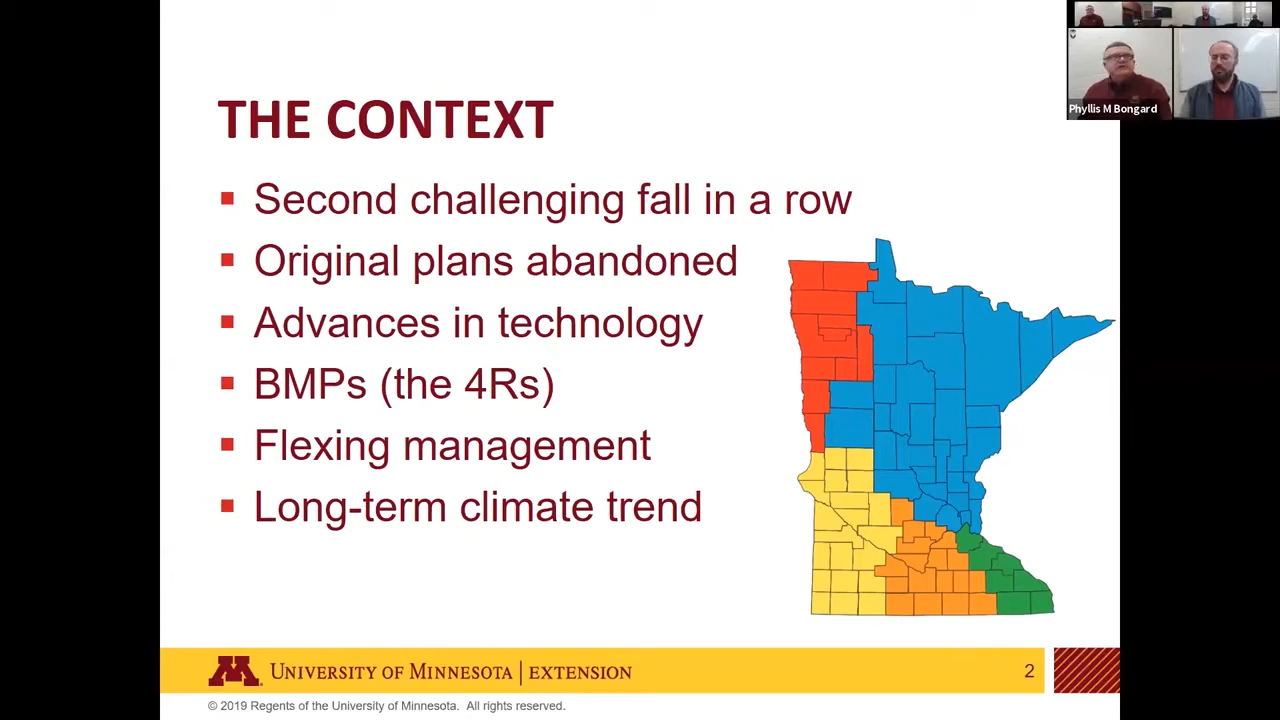 THE CONTEXT
Second challenging fall in a row
Original plans abandoned
Advances in technology
BMPs (the 4Rs)
Flexing management
Long-term climate trend
Phyllis M Bongard
M UNIVERSITY OF MINNESOTA | EXTENSION
2
© 2019 Regents of the University of Minnesota. All rights reserved.